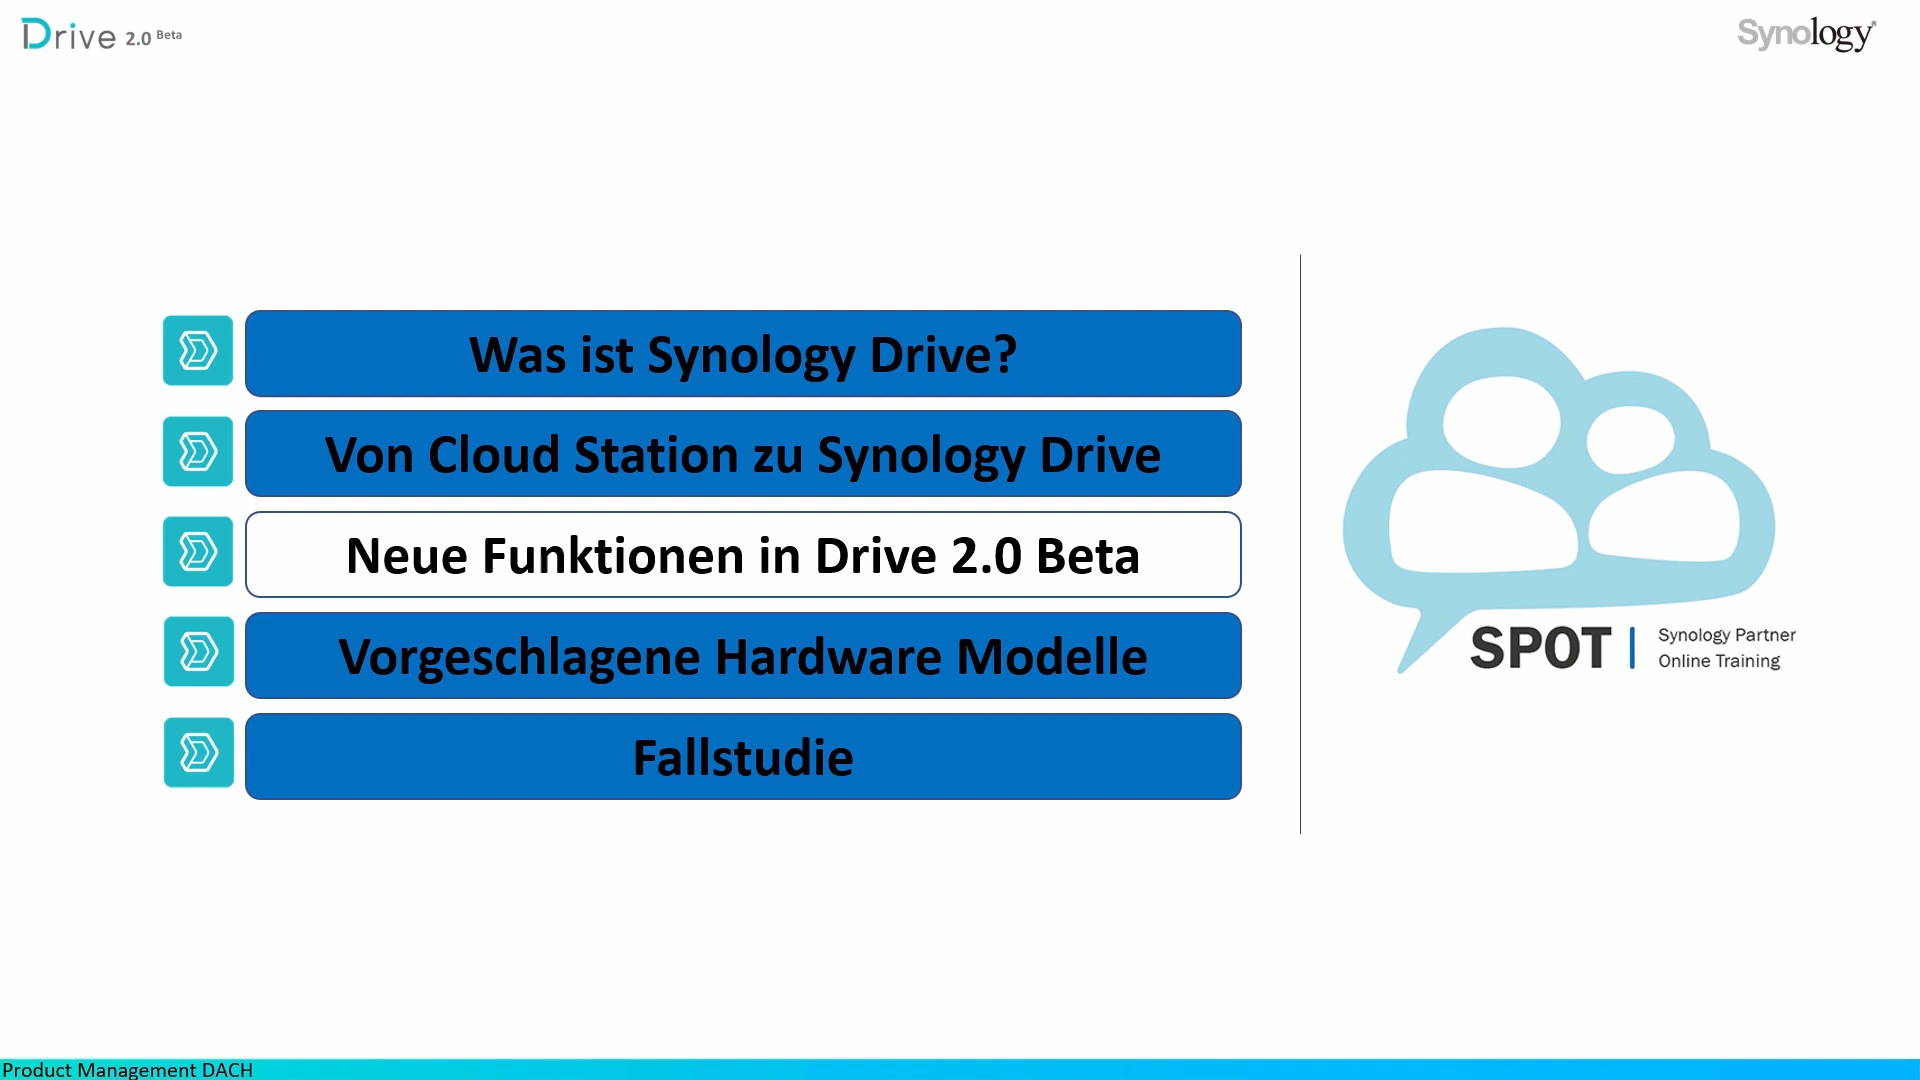 Drive 2.0 Beta
Synology
Was ist Synology Drive?
Von Cloud Station zu Synology Drive
Neue Funktionen in Drive 2.0 Beta
Vorgeschlagene Hardware Modelle
Fallstudie
SPOT
Synology Partner
Online Training
Product Management DACH